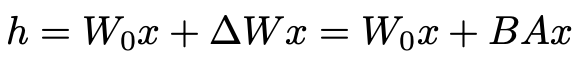 h = W₀x + ΔWx = W₀x + BAx